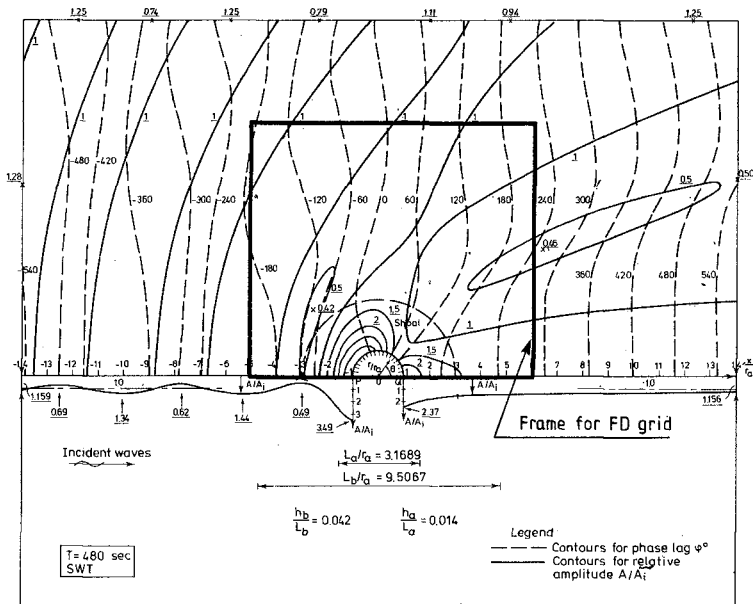 1.25 0.74 1.25 0.79 1.11 0.94 1.25
1 1 1 1 1 1
-480 -420
-360 -300 -240 -120 -60 0 60 120 180 240 300
1.28 0.5 0.50
-180 0.46
-540 0.5 360 420 480 540
0.42 1.5
2 Shoal 1
1.5
-14 -13 -12 -11 -10 -9 -8 -7 -6 -5 -4 -3 -2 r/ra θ 2 3 4 5 6 7 8 9 10 11 12 13 14 x/ra
P 0 Q
-10 A/Ai A/Ai -10
1.159 1 1 1.156
0.69 1.34 0.62 1.44 0.49 2 2 2.37
3 3.49 A/Ai A/Ai
Frame for FD grid
Incident waves
La/ra = 3.1689
Lb/ra = 9.5067
hb/Lb = 0.042 ha/La = 0.014
Legend
Contours for phase lag φ°
Contours for relative
amplitude A/Ai
T = 480 sec
SWT